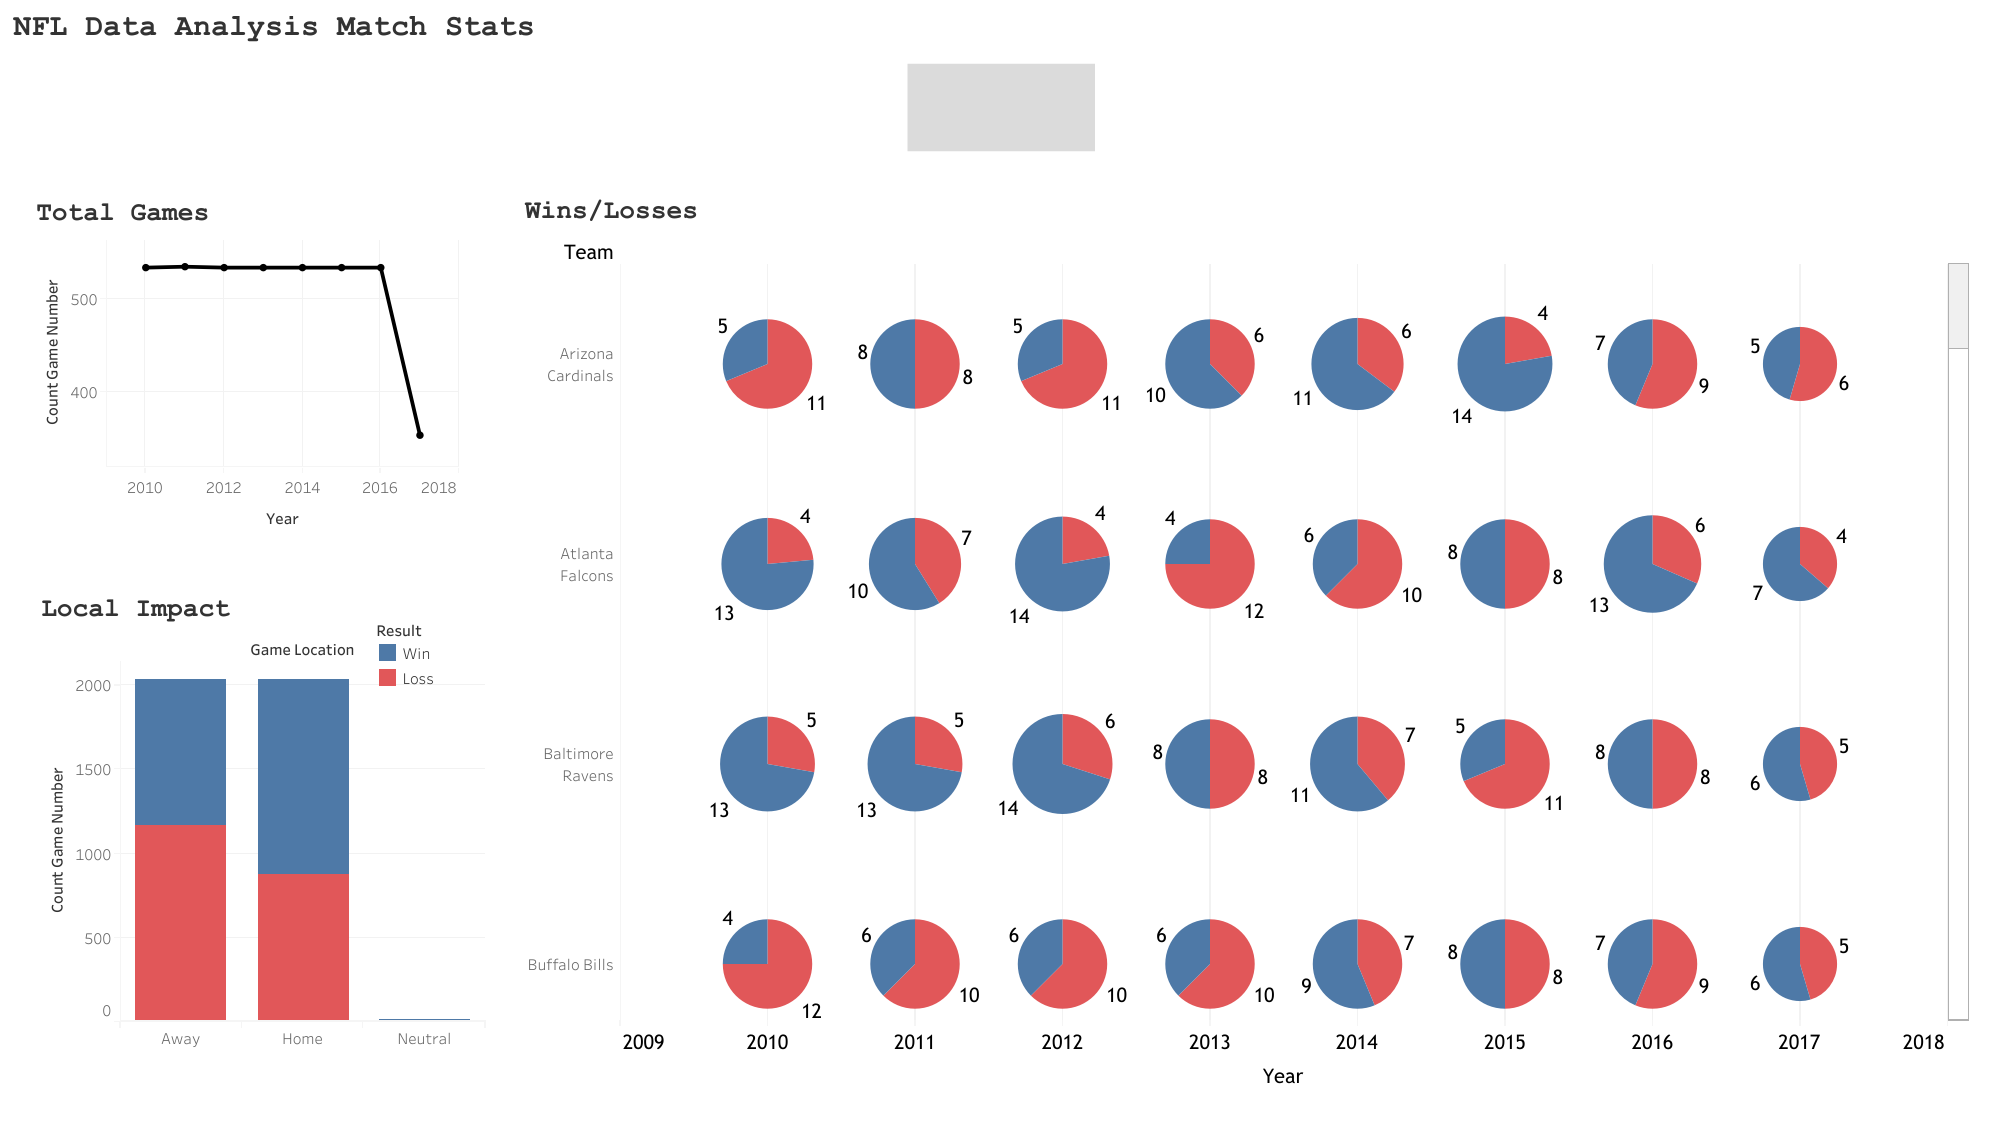 NFL Data Analysis Match Stats
Total Games
Count Game Number
500
400
2010 2012 2014 2016 2018
Year
Local Impact
Game Location
Result
Win
Loss
Count Game Number
2000
1500
1000
500
0
Away Home Neutral
Wins/Losses
Team
Arizona
Cardinals
5 11 8 8 5 11 10 6 11 6 14 4 7 9 5 6
Atlanta
Falcons
13 4 10 7 14 4 4 12 6 10 8 8 13 6 7 4
Baltimore
Ravens
13 5 13 5 14 6 8 8 11 7 5 11 8 8 6 5
Buffalo Bills
4 12 6 10 6 10 6 10 9 7 8 8 7 9 6 5
2009 2010 2011 2012 2013 2014 2015 2016 2017 2018
Year